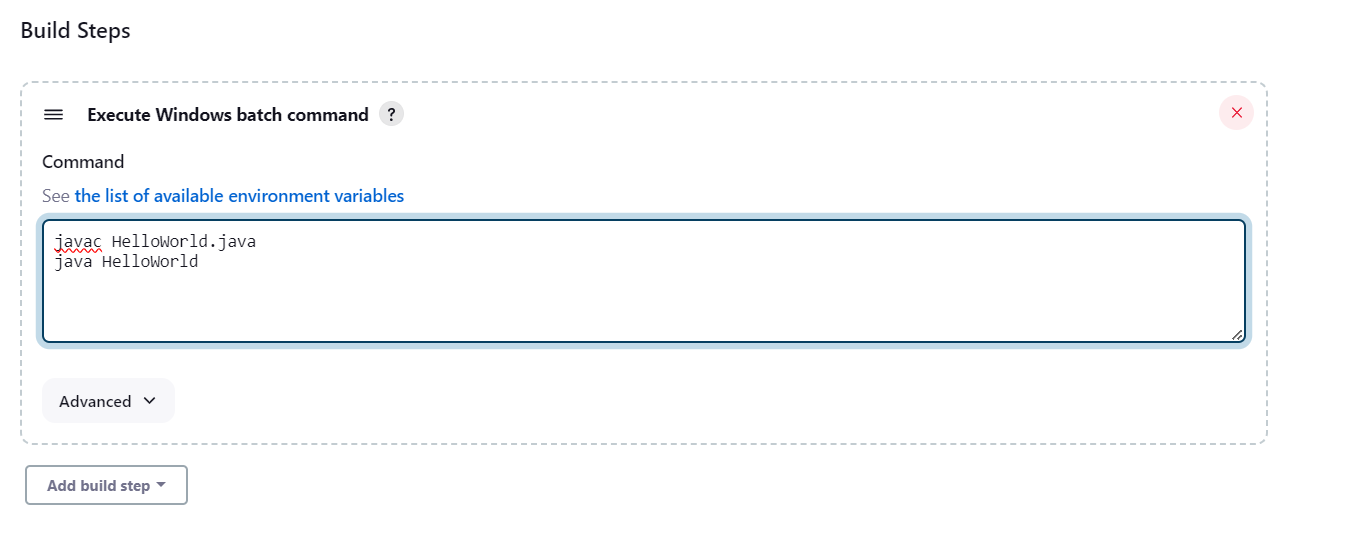 Build Steps
Execute Windows batch command ?
Command
See the list of available environment variables
javac HelloWorld.java
java HelloWorld
Advanced
Add build step